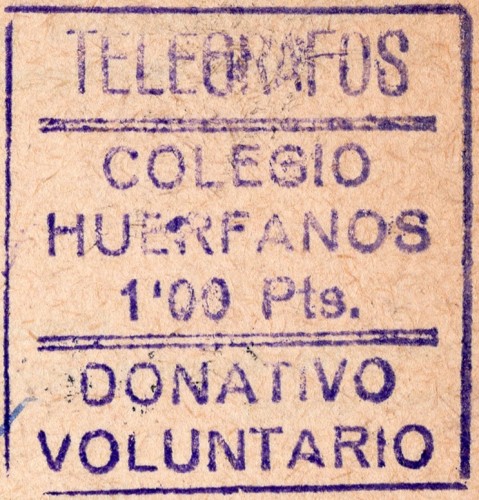 TELEGRAFOS
COLEGIO
HUERFANOS
1'00 Pts.
DONATIVO
VOLUNTARIO